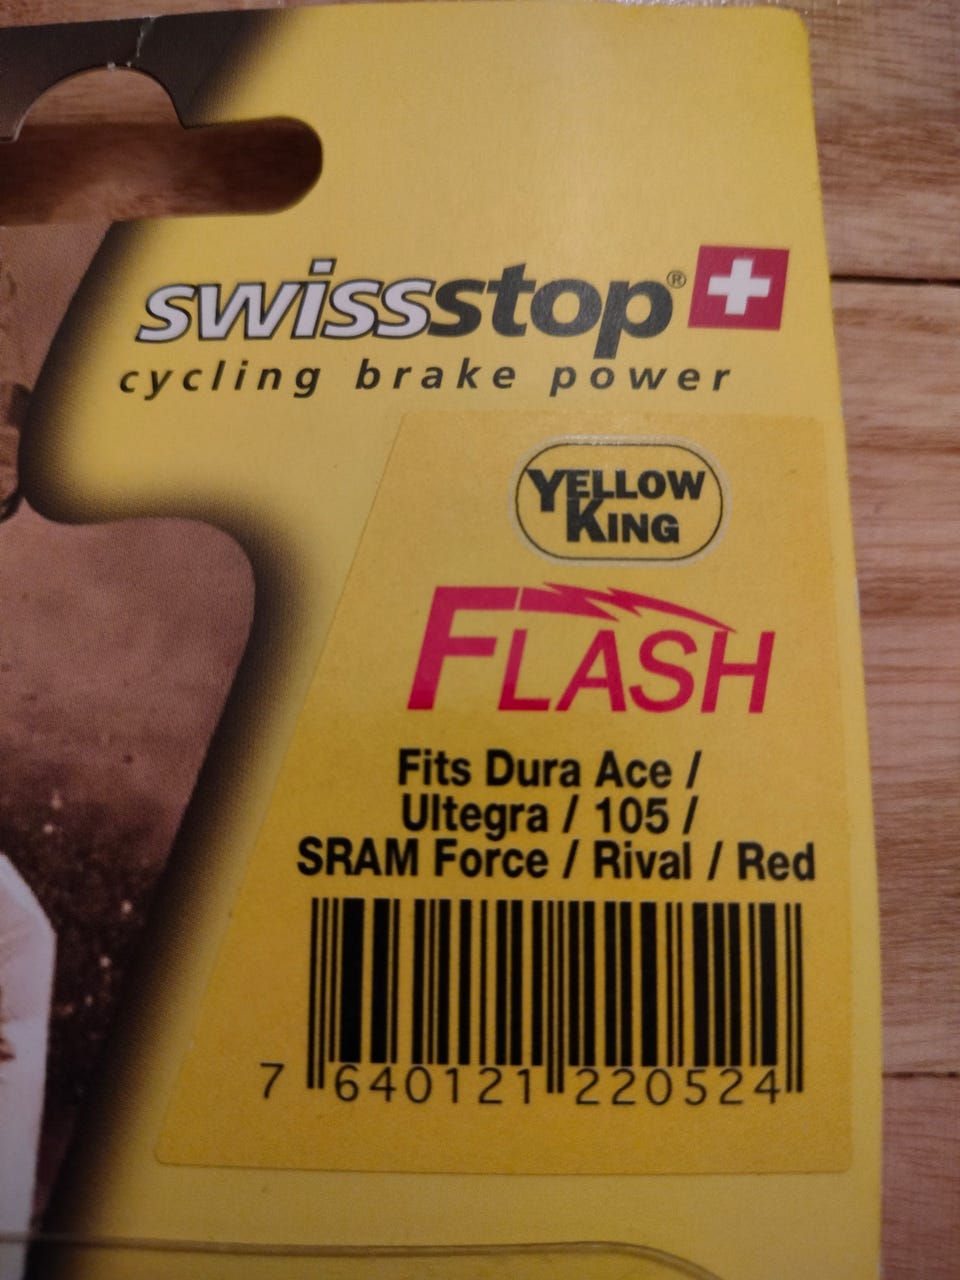 swissstop®
cycling brake power
YELLOW
KING
FLASH
Fits Dura Ace /
Ultegra / 105 /
SRAM Force / Rival / Red
7 640121 220524